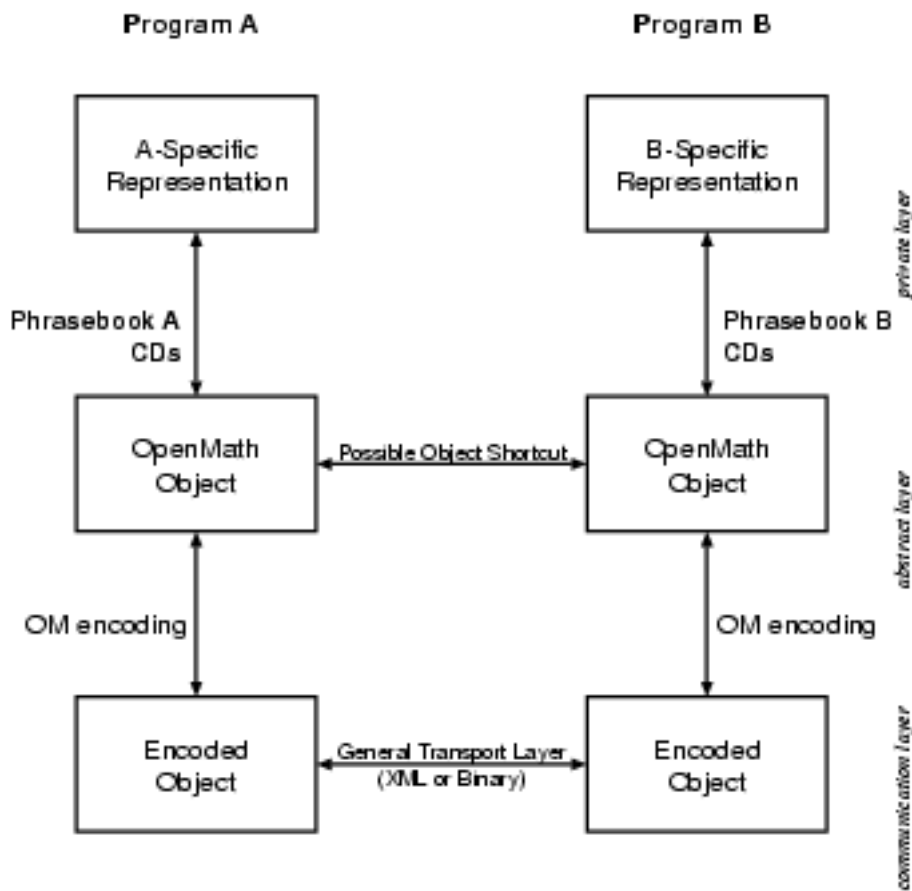 Program A
Program B
A-Specific
Representation
B-Specific
Representation
private layer
Phrasebook A
CDs
Phrasebook B
CDs
OpenMath
Object
Possible Object Shortcut
OpenMath
Object
abstract layer
OM encoding
OM encoding
Encoded
Object
General Transport Layer
(XML or Binary)
Encoded
Object
communication layer